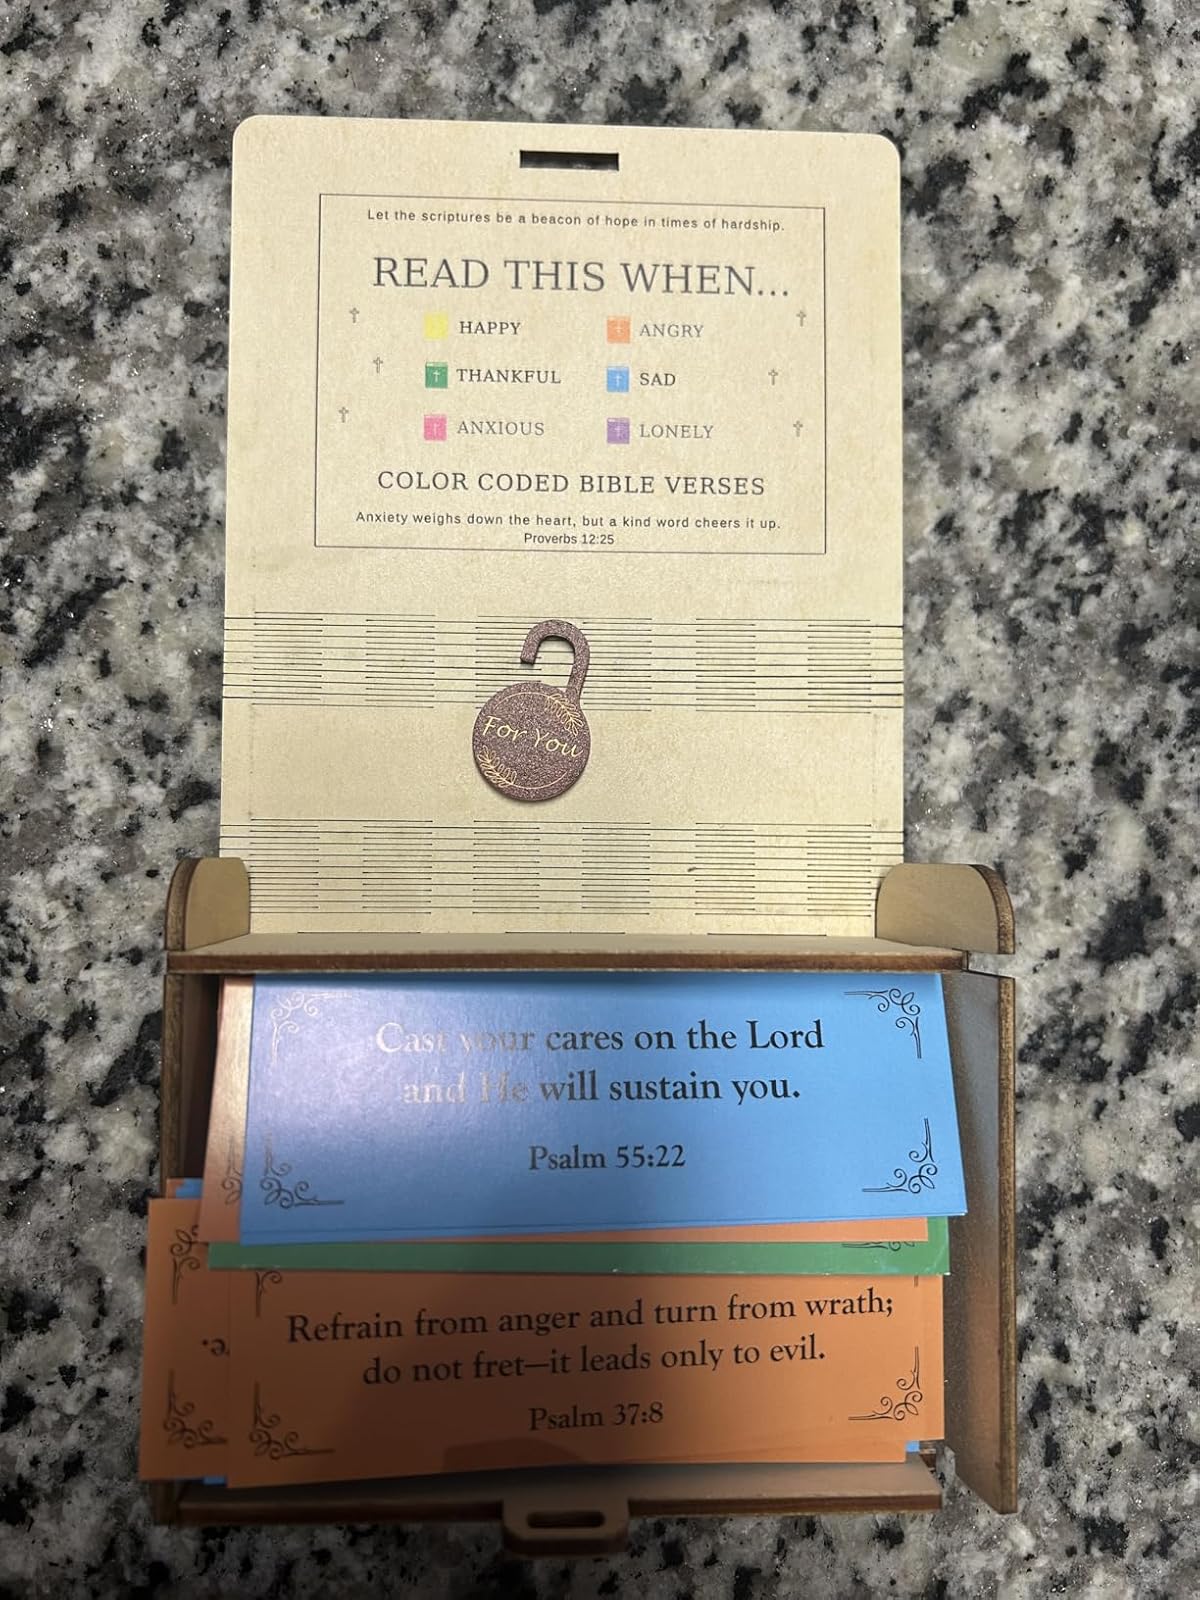 Let the scriptures be a beacon of hope in times of hardship.
READ THIS WHEN...
HAPPY
ANGRY
THANKFUL
SAD
ANXIOUS
LONELY
COLOR CODED BIBLE VERSES
Anxiety weighs down the heart, but a kind word cheers it up.
Proverbs 12:25
For You
Cast your cares on the Lord
and He will sustain you.
Psalm 55:22
Refrain from anger and turn from wrath;
do not fret—it leads only to evil.
Psalm 37:8